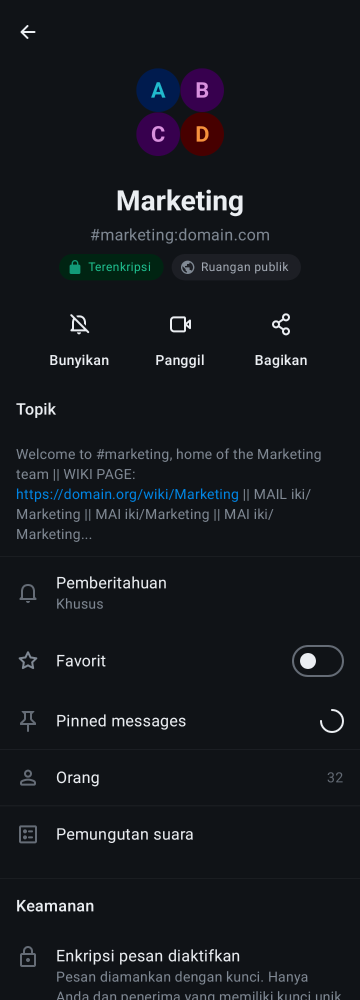 A
B
C
D
Marketing
#marketing:domain.com
Terenkripsi
Ruangan publik
Bunyikan
Panggil
Bagikan
Topik
Welcome to #marketing, home of the Marketing
team || WIKI PAGE:
https://domain.org/wiki/Marketing || MAIL iki/
Marketing || MAI iki/Marketing || MAI iki/
Marketing...
Pemberitahuan
Khusus
Favorit
Pinned messages
Orang
32
Pemungutan suara
Keamanan
Enkripsi pesan diaktifkan
Pesan diamankan dengan kunci. Hanya
Anda dan penerima yang memiliki kunci unik